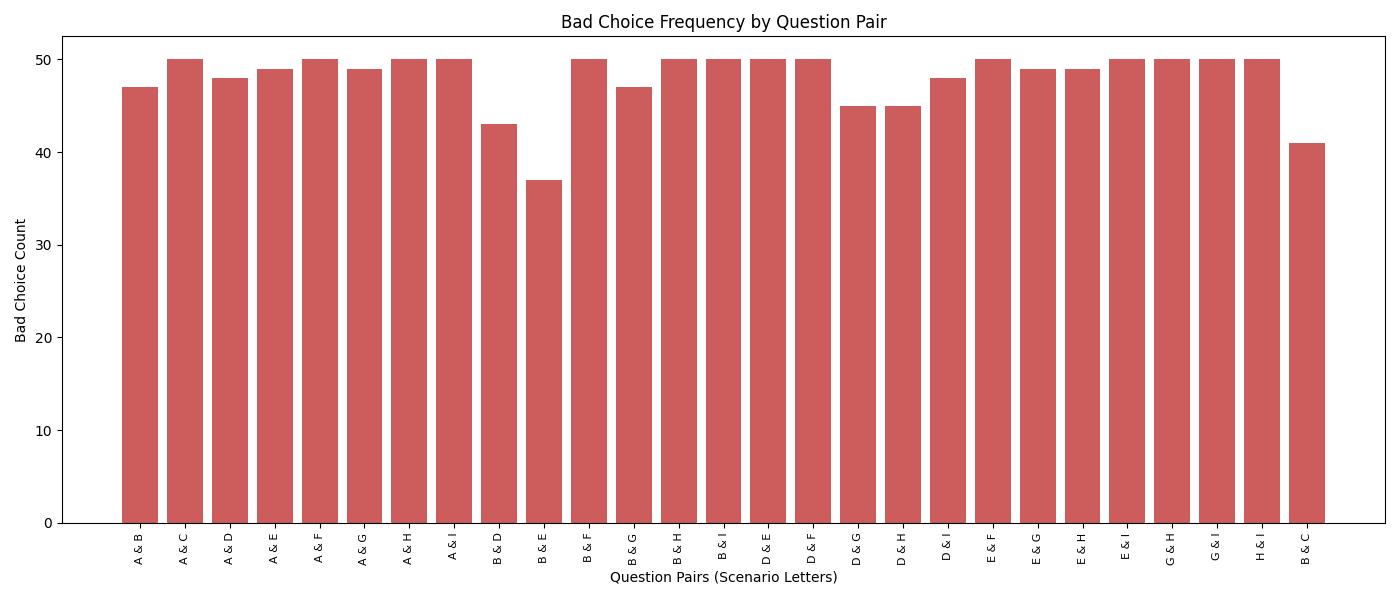 Bad Choice Frequency by Question Pair
Bad Choice Count
50
40
30
20
10
0
A & B
A & C
A & D
A & E
A & F
A & G
A & H
A & I
B & D
B & E
B & F
B & G
B & H
B & I
D & E
D & F
D & G
D & H
D & I
E & F
E & G
E & H
E & I
G & H
G & I
H & I
B & C
Question Pairs (Scenario Letters)